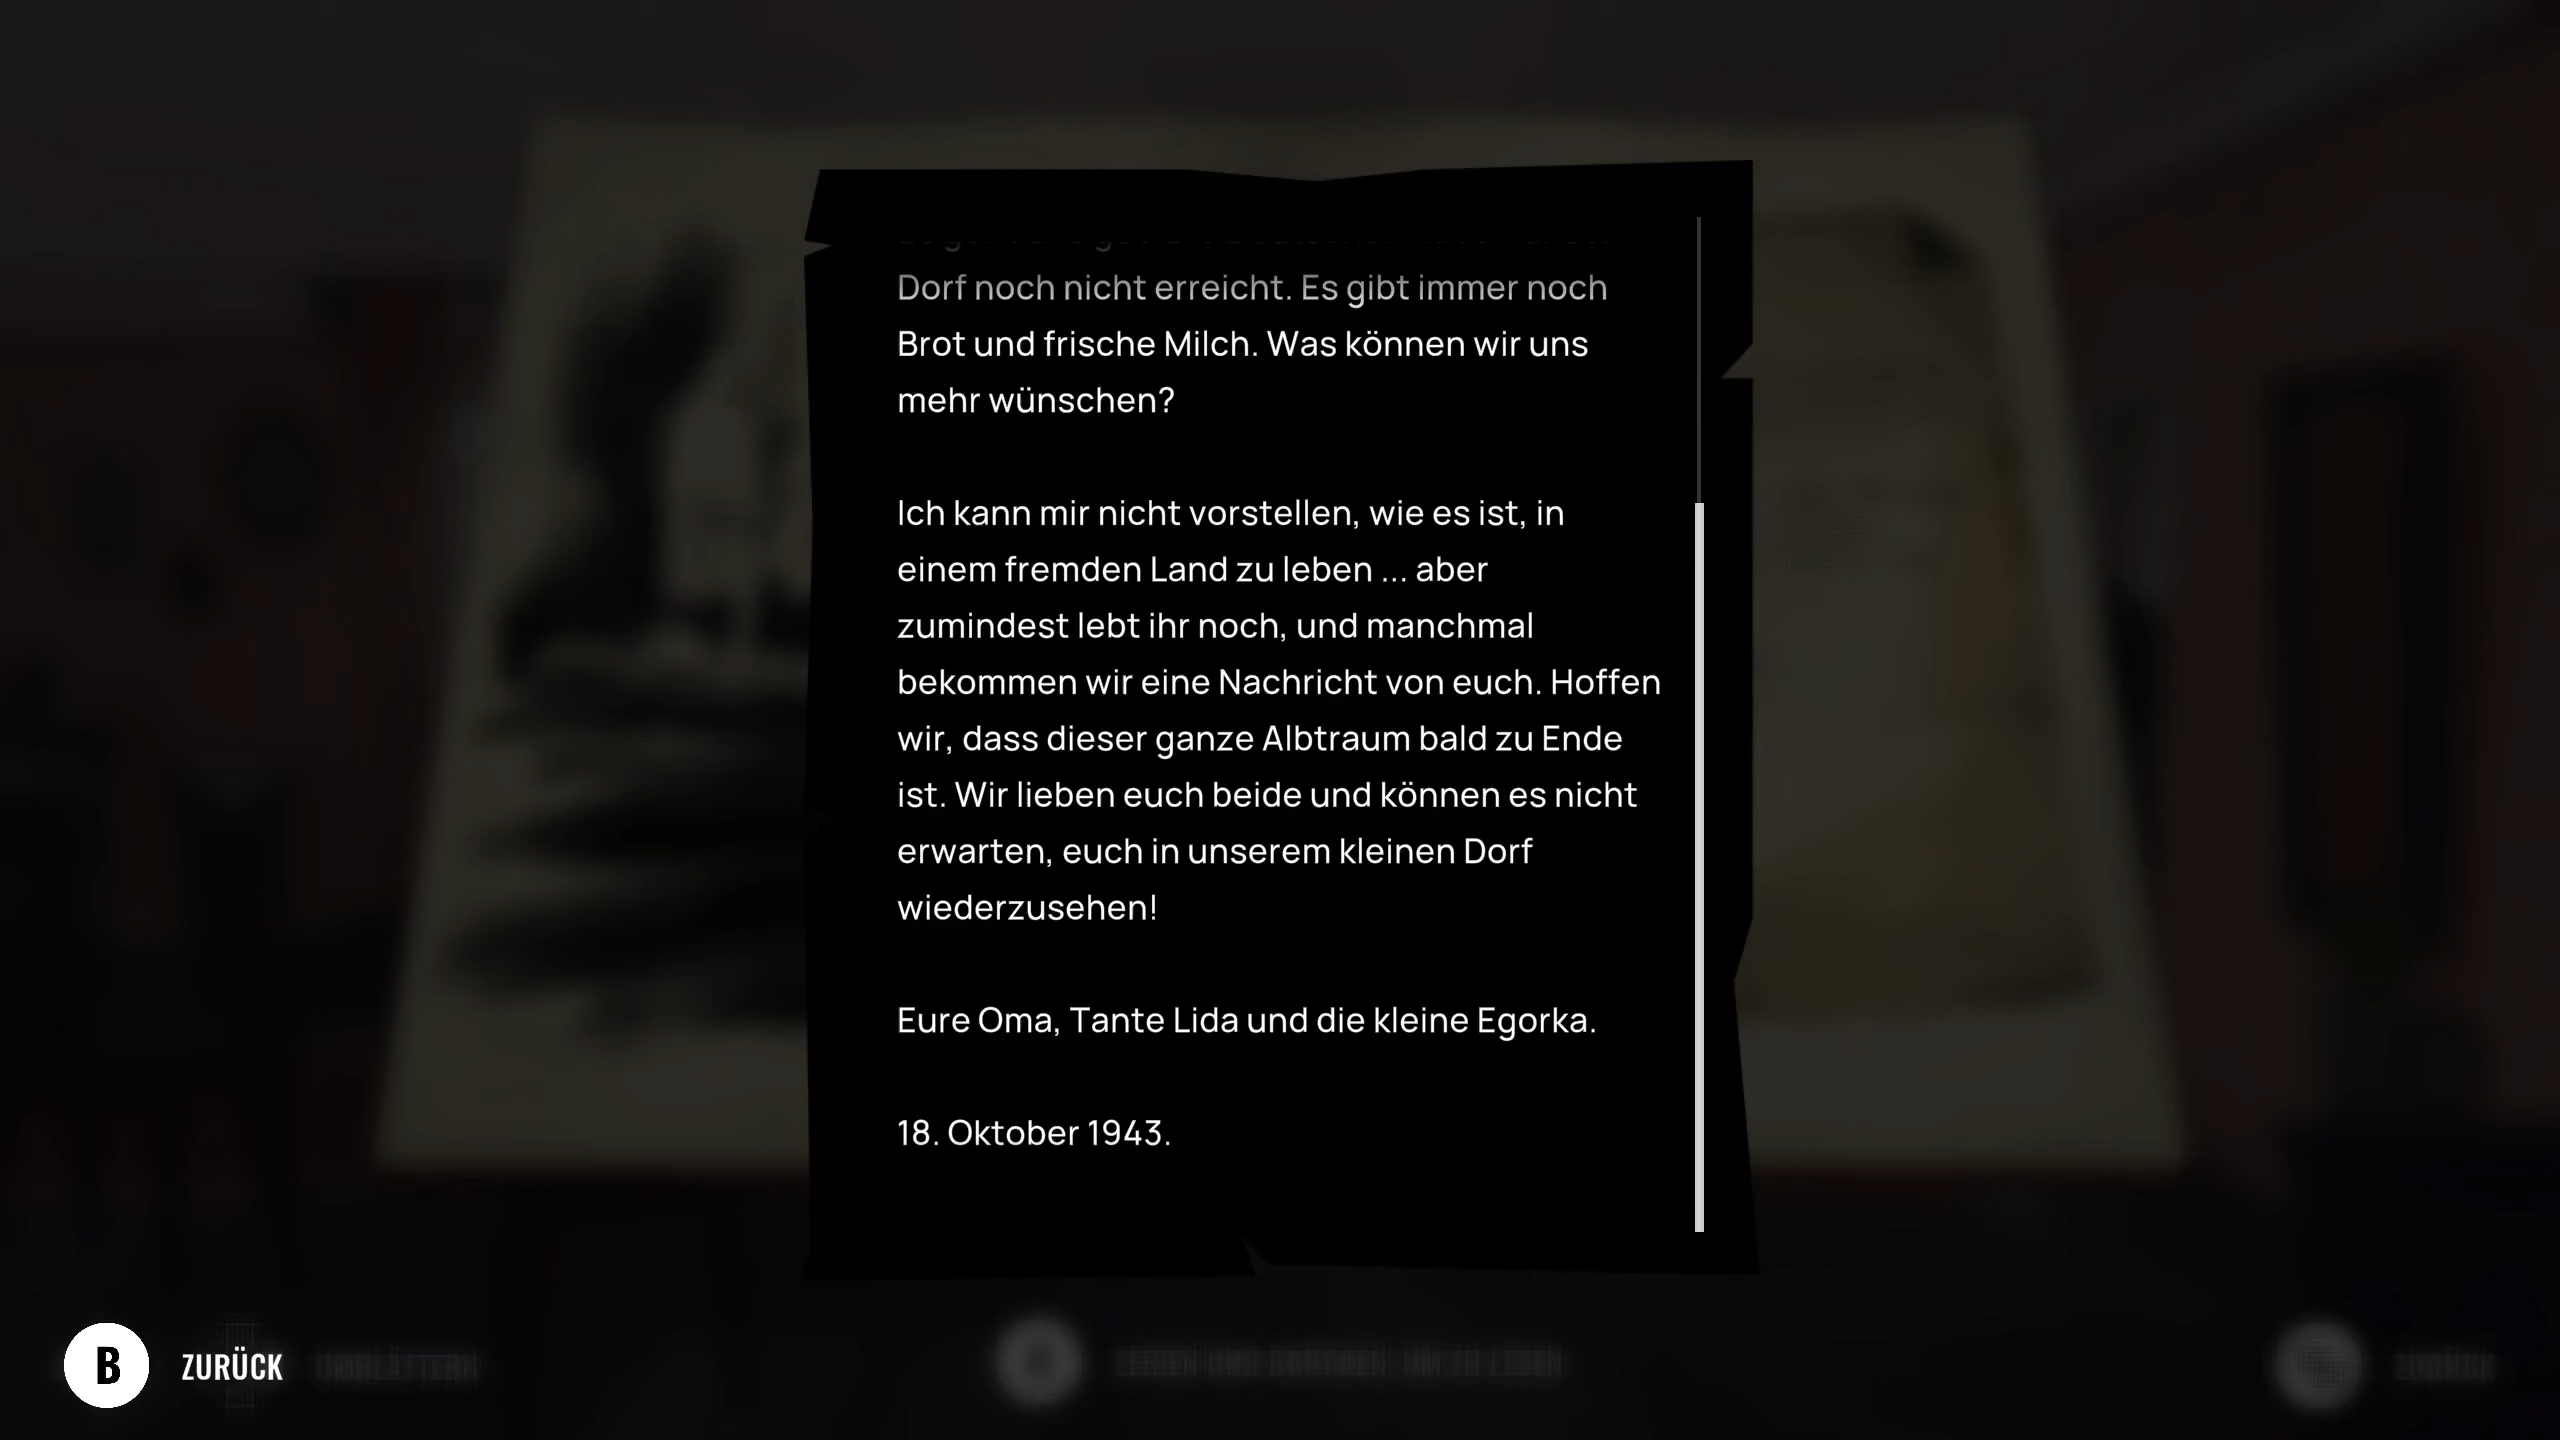 Dorf noch nicht erreicht. Es gibt immer noch
Brot und frische Milch. Was können wir uns
mehr wünschen?
Ich kann mir nicht vorstellen, wie es ist, in
einem fremden Land zu leben ... aber
zumindest lebt ihr noch, und manchmal
bekommen wir eine Nachricht von euch. Hoffen
wir, dass dieser ganze Albtraum bald zu Ende
ist. Wir lieben euch beide und können es nicht
erwarten, euch in unserem kleinen Dorf
wiederzusehen!
Eure Oma, Tante Lida und die kleine Egorka.
18. Oktober 1943.
B ZURÜCK